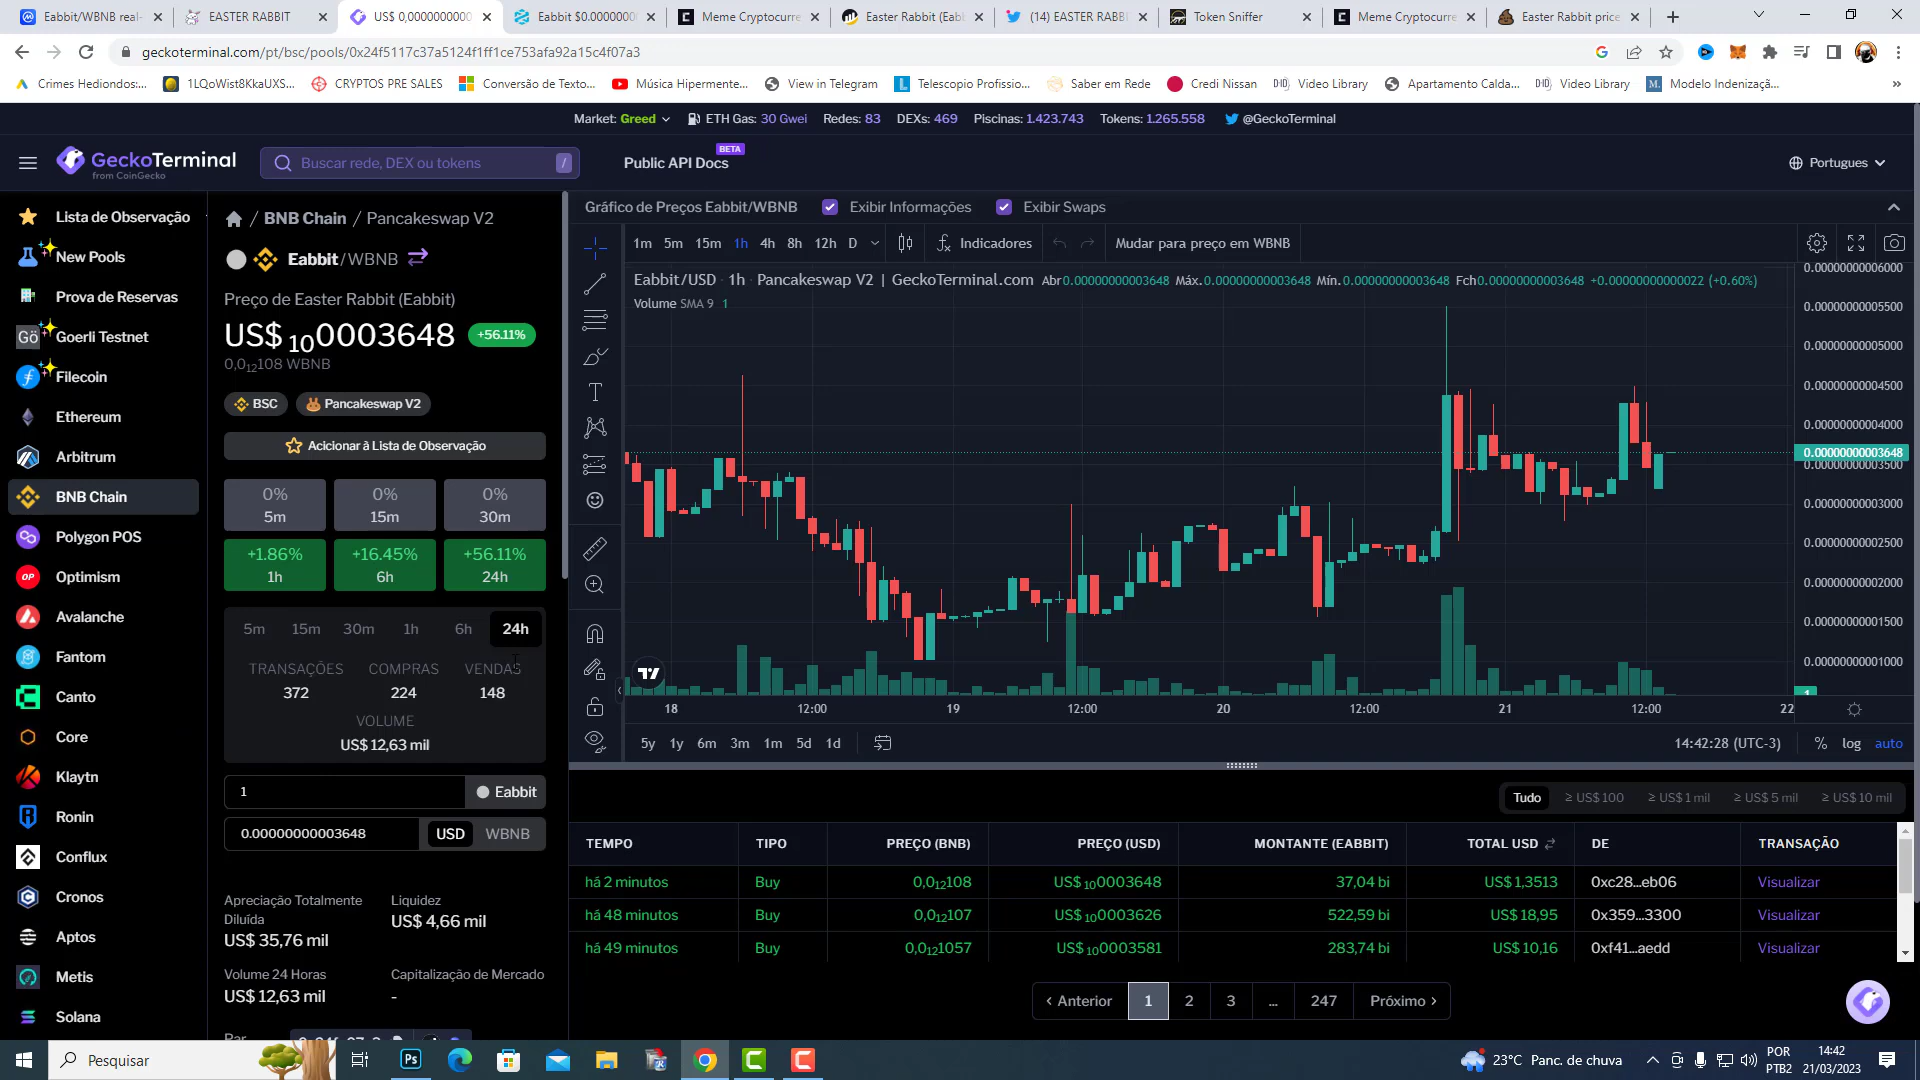 Eabbit/WBNB real-
EASTER RABBIT
US$ 0,0000000000
Eabbit $0.0000000
Meme Cryptocurre
Easter Rabbit (Eabb
(14) EASTER RABB
Token Sniffer
Meme Cryptocurre
Easter Rabbit price
geckoterminal.com/pt/bsc/pools/0x24f5117c37a5124f1ff1ce753afa92a15c4f07a3
Crimes Hediondos:...
1LQoWist8KkaUXS...
CRYPTOS PRE SALES
Conversão de Texto...
Música Hipermente...
View in Telegram
Telescopio Profissio...
Saber em Rede
Credi Nissan
Video Library
Apartamento Calda...
Video Library
Modelo Indenizaçã...
Market: Greed
ETH Gas: 30 Gwei
Redes: 83
DEXs: 469
Piscinas: 1.423.743
Tokens: 1.265.558
@GeckoTerminal
GeckoTerminal
from CoinGecko
Buscar rede, DEX ou tokens /
Public API Docs
BETA
Portugues
Lista de Observação
New Pools
Prova de Reservas
Goerli Testnet
Filecoin
Ethereum
Arbitrum
BNB Chain
Polygon POS
Optimism
Avalanche
Fantom
Canto
Core
Klaytn
Ronin
Conflux
Cronos
Aptos
Metis
Solana
/ BNB Chain / Pancakeswap V2
Eabbit/WBNB
Preço de Easter Rabbit (Eabbit)
US$ ₁₀0003648 +56.11%
0,0₁₂108 WBNB
BSC
Pancakeswap V2
Acicionar à Lista de Observação
0% 0% 0%
5m 15m 30m
+1.86% +16.45% +56.11%
1h 6h 24h
5m 15m 30m 1h 6h 24h
TRANSAÇÕES COMPRAS VENDAS
372 224 148
VOLUME
US$ 12,63 mil
1 Eabbit
0.00000000003648 USD WBNB
Apreciação Totalmente
Diluída
US$ 35,76 mil
Liquidez
US$ 4,66 mil
Volume 24 Horas
US$ 12,63 mil
Capitalização de Mercado
-
Gráfico de Preços Eabbit/WBNB
Exibir Informações
Exibir Swaps
1m 5m 15m 1h 4h 8h 12h D
Indicadores
Mudar para preço em WBNB
Eabbit/USD · 1h · Pancakeswap V2 | GeckoTerminal.com Abr0.00000000003648 Máx.0.00000000003648 Mín.0.00000000003648 Fch0.00000000003648 +0.00000000000022 (+0.60%)
Volume SMA 9 1
0.00000000006000
0.00000000005500
0.00000000005000
0.00000000004500
0.00000000004000
0.00000000003648
0.00000000003500
0.00000000003000
0.00000000002500
0.00000000002000
0.00000000001500
0.00000000001000
1
18 12:00 19 12:00 20 12:00 21 12:00 22
5y 1y 6m 3m 1m 5d 1d
14:42:28 (UTC-3) % log auto
Tudo ≥ US$ 100 ≥ US$ 1 mil ≥ US$ 5 mil ≥ US$ 10 mil
TEMPO TIPO PREÇO (BNB) PREÇO (USD) MONTANTE (EABBIT) TOTAL USD DE TRANSAÇÃO
há 2 minutos Buy 0,0₁₂108 US$ ₁₀0003648 37,04 bi US$ 1,3513 0xc28...eb06 Visualizar
há 48 minutos Buy 0,0₁₂107 US$ ₁₀0003626 522,59 bi US$ 18,95 0x359...3300 Visualizar
há 49 minutos Buy 0,0₁₂1057 US$ ₁₀0003581 283,74 bi US$ 10,16 0xf41...aedd Visualizar
‹ Anterior 1 2 3 ... 247 Próximo ›
Pesquisar
23°C Panc. de chuva
POR
PTB2
14:42
21/03/2023